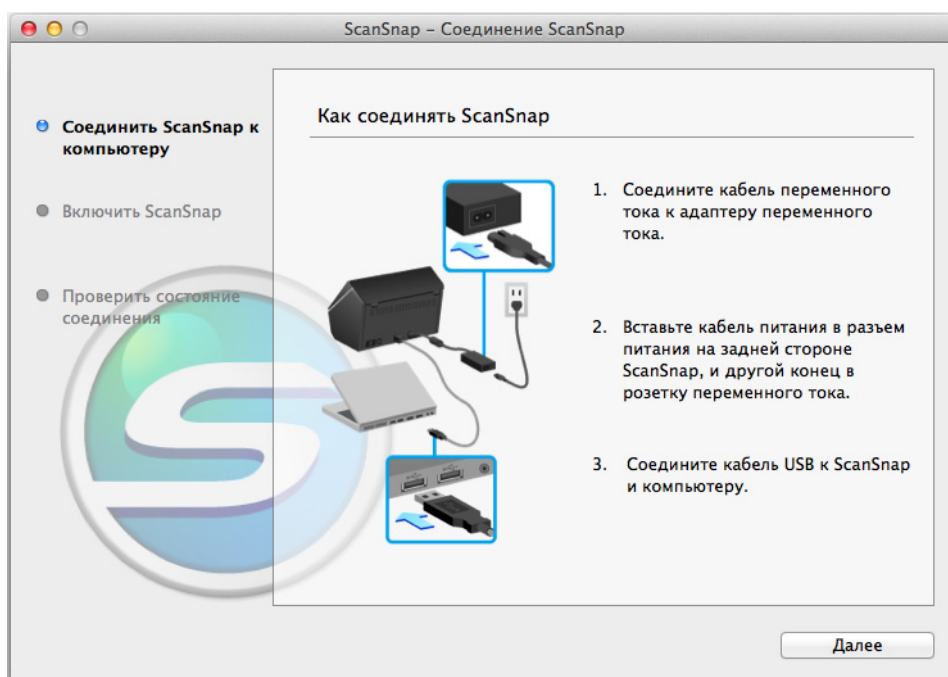 ScanSnap – Соединение ScanSnap
Соединить ScanSnap к
компьютеру
Включить ScanSnap
Проверить состояние
соединения
Как соединять ScanSnap
1. Соедините кабель переменного
тока к адаптеру переменного
тока.
2. Вставьте кабель питания в разъем
питания на задней стороне
ScanSnap, и другой конец в
розетку переменного тока.
3. Соедините кабель USB к ScanSnap
и компьютеру.
Далее